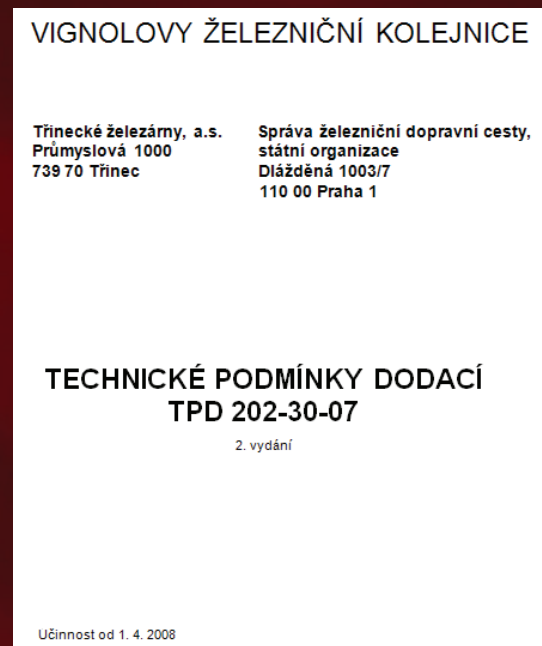 VIGNOLOVY ŽELEZNIČNÍ KOLEJNICE
Třinecké železárny, a.s.
Průmyslová 1000
739 70 Třinec
Správa železniční dopravní cesty,
státní organizace
Dlážděná 1003/7
110 00 Praha 1
TECHNICKÉ PODMÍNKY DODACÍ
TPD 202-30-07
2. vydání
Učinnost od 1. 4. 2008